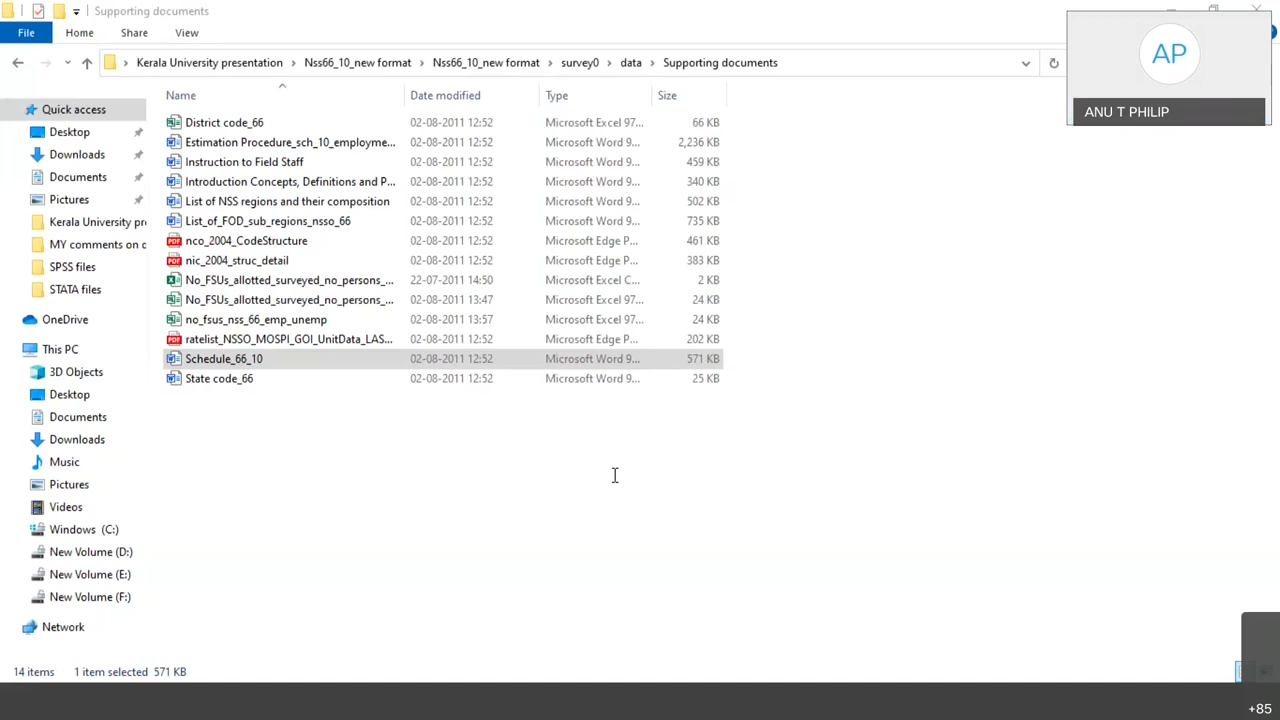 Supporting documents
File Home Share View
Kerala University presentation Nss66_10_new format Nss66_10_new format survey0 data Supporting documents
AP
ANU T PHILIP
Name Date modified Type Size
District code_66 02-08-2011 12:52 Microsoft Excel 97... 66 KB
Estimation Procedure_sch_10_employme... 02-08-2011 12:52 Microsoft Word 9... 2,236 KB
Instruction to Field Staff 02-08-2011 12:52 Microsoft Word 9... 459 KB
Introduction Concepts, Definitions and P... 02-08-2011 12:52 Microsoft Word 9... 340 KB
List of NSS regions and their composition 02-08-2011 12:52 Microsoft Word 9... 502 KB
List_of_FOD_sub_regions_nsso_66 02-08-2011 12:52 Microsoft Word 9... 735 KB
nco_2004_CodeStructure 02-08-2011 12:52 Microsoft Edge P... 461 KB
nic_2004_struc_detail 02-08-2011 12:52 Microsoft Edge P... 383 KB
No_FSUs_allotted_surveyed_no_persons_... 22-07-2011 14:50 Microsoft Excel C... 2 KB
No_FSUs_allotted_surveyed_no_persons_... 02-08-2011 13:47 Microsoft Excel 97... 24 KB
no_fsus_nss_66_emp_unemp 02-08-2011 13:57 Microsoft Excel 97... 24 KB
ratelist_NSSO_MOSPI_GOI_UnitData_LAS... 02-08-2011 12:52 Microsoft Edge P... 202 KB
Schedule_66_10 02-08-2011 12:52 Microsoft Word 9... 571 KB
State code_66 02-08-2011 12:52 Microsoft Word 9... 25 KB
Quick access
Desktop
Downloads
Documents
Pictures
Kerala University pr
MY comments on d
SPSS files
STATA files
OneDrive
This PC
3D Objects
Desktop
Documents
Downloads
Music
Pictures
Videos
Windows (C:)
New Volume (D:)
New Volume (E:)
New Volume (F:)
Network
14 items 1 item selected 571 KB
+85